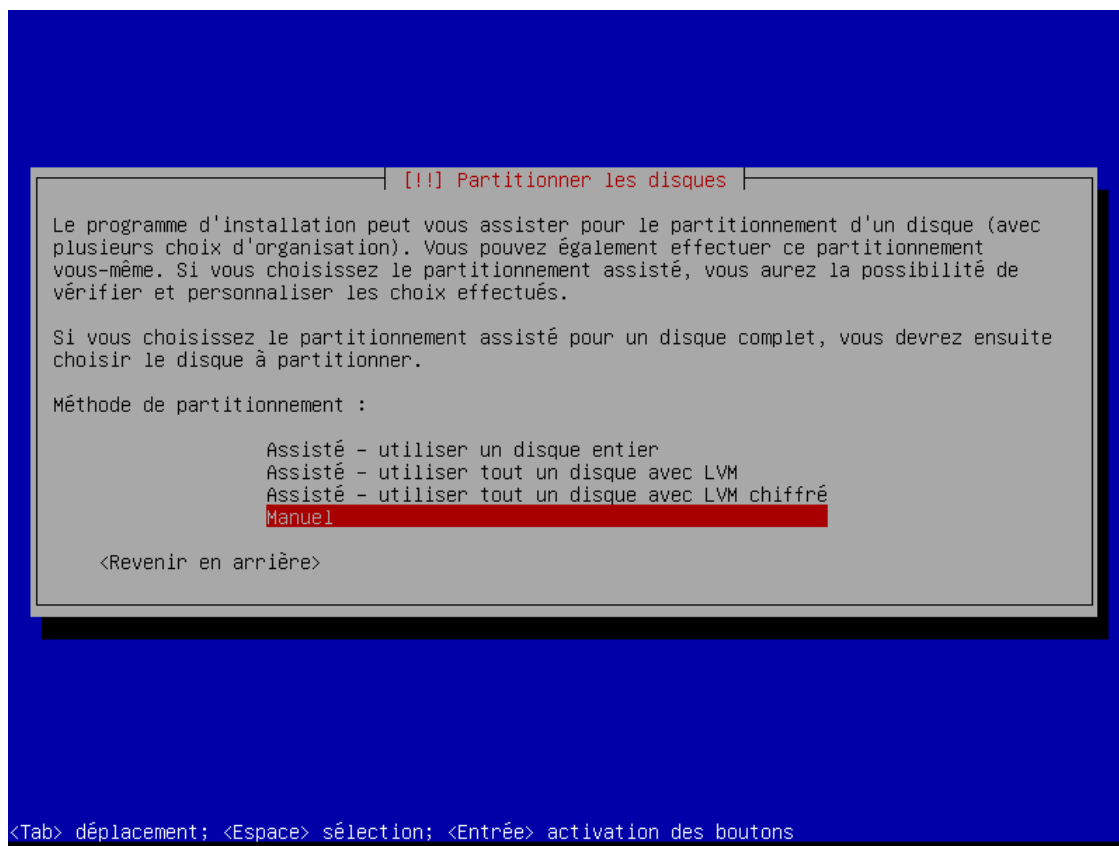 [!!] Partitionner les disques
Le programme d'installation peut vous assister pour le partitionnement d'un disque (avec
plusieurs choix d'organisation). Vous pouvez également effectuer ce partitionnement
vous-même. Si vous choisissez le partitionnement assisté, vous aurez la possibilité de
vérifier et personnaliser les choix effectués.
Si vous choisissez le partitionnement assisté pour un disque complet, vous devrez ensuite
choisir le disque à partitionner.
Méthode de partitionnement :
Assisté - utiliser un disque entier
Assisté - utiliser tout un disque avec LVM
Assisté - utiliser tout un disque avec LVM chiffré
Manuel
<Revenir en arrière>
<Tab> déplacement; <Espace> sélection; <Entrée> activation des boutons